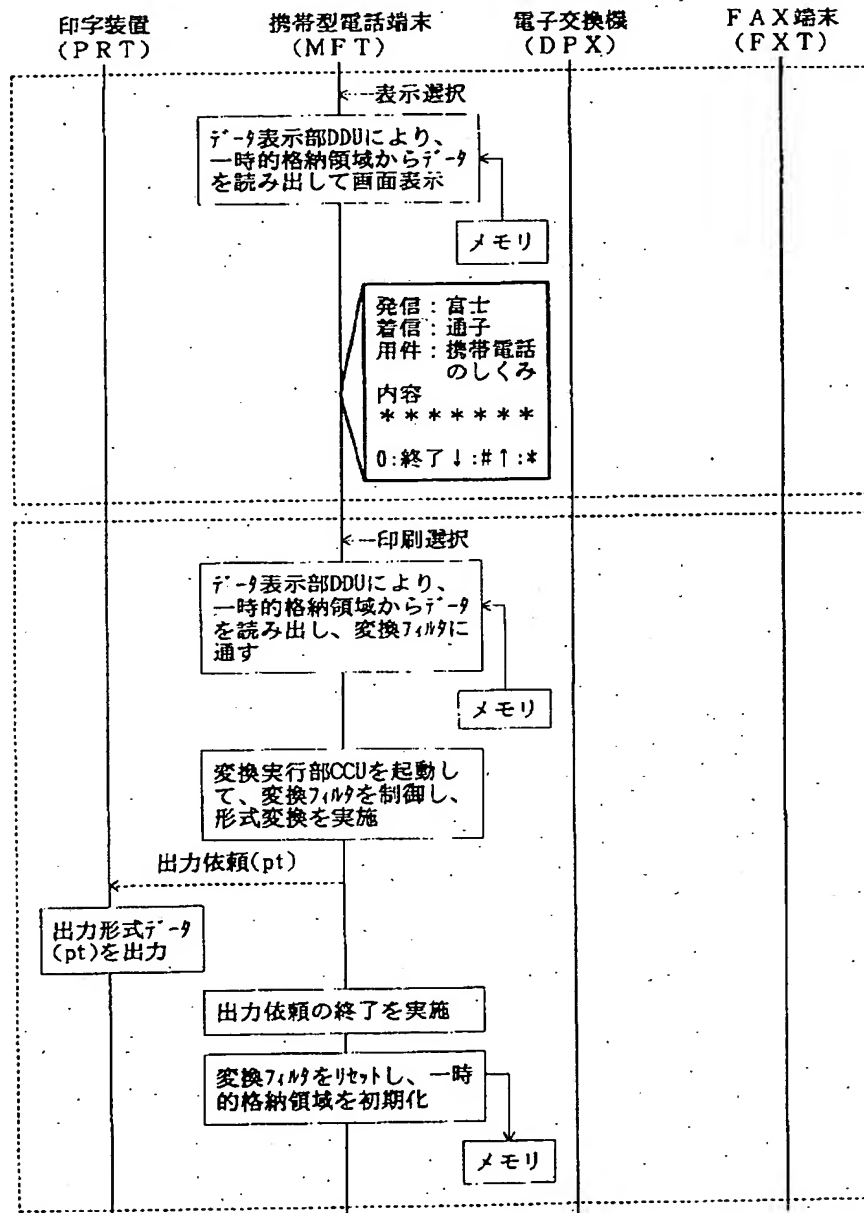 印字装置
(PRT)
携帯型電話端末
(MFT)
電子交換機
(DPX)
FAX端末
(FXT)
表示選択
データ表示部DDUにより、
一時的格納領域からデータ
を読み出して画面表示
メモリ
発信:富士
着信:通子
用件:携帯電話
のしくみ
内容
*******
0:終了↓:#↑:*
印刷選択
データ表示部DDUにより、
一時的格納領域からデータ
を読み出し、変換フィルタに
通す
メモリ
変換実行部CCUを起動し
て、変換フィルタを制御し、
形式変換を実施
出力依頼(pt)
出力形式データ
(pt)を出力
出力依頼の終了を実施
変換フィルタをリセットし、一時
的格納領域を初期化
メモリ